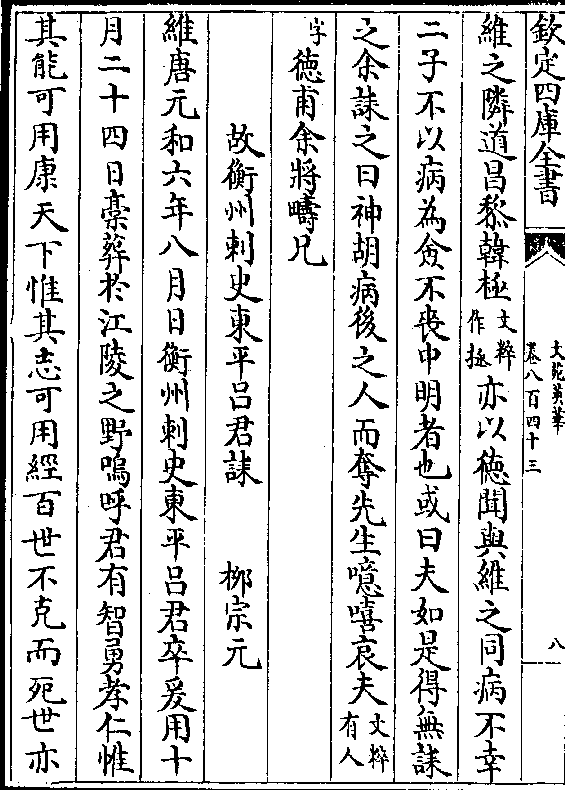 欽定四庫全書
文苑英華
卷八百四十三
八
維之隣道昌黎韓極文粹作拯亦以徳聞與維之同病不幸
二子不以病為貪不喪中明者也或曰夫如是得無誄
之余誄之曰神胡病後之人而奪先生噫嘻哀夫文粹有人
字徳甫余將疇兄
故衡州刺史東平呂君誄
栁宗元
維唐元和六年八月日衡州刺史東平呂君卒爰用十
月二十四日藁葬於江陵之野嗚呼君有智勇孝仁惟
其能可用康天下惟其志可用經百世不克而死世亦